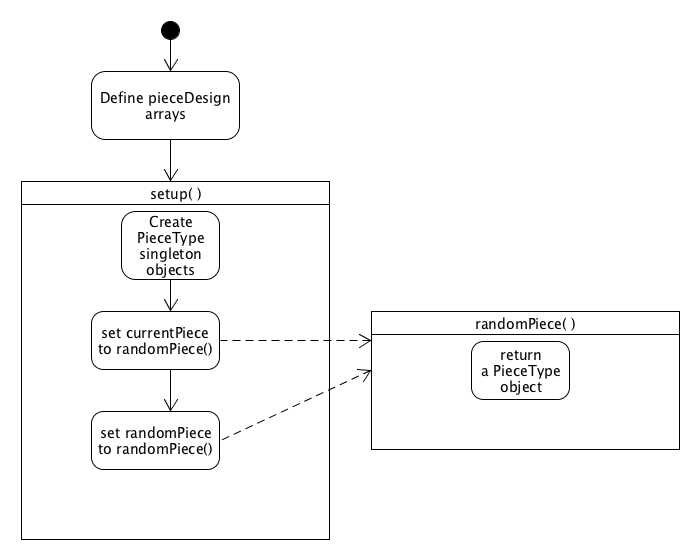 Define pieceDesign
arrays
setup( )
Create
PieceType
singleton
objects
set currentPiece
to randomPiece()
set randomPiece
to randomPiece()
randomPiece( )
return
a PieceType
object